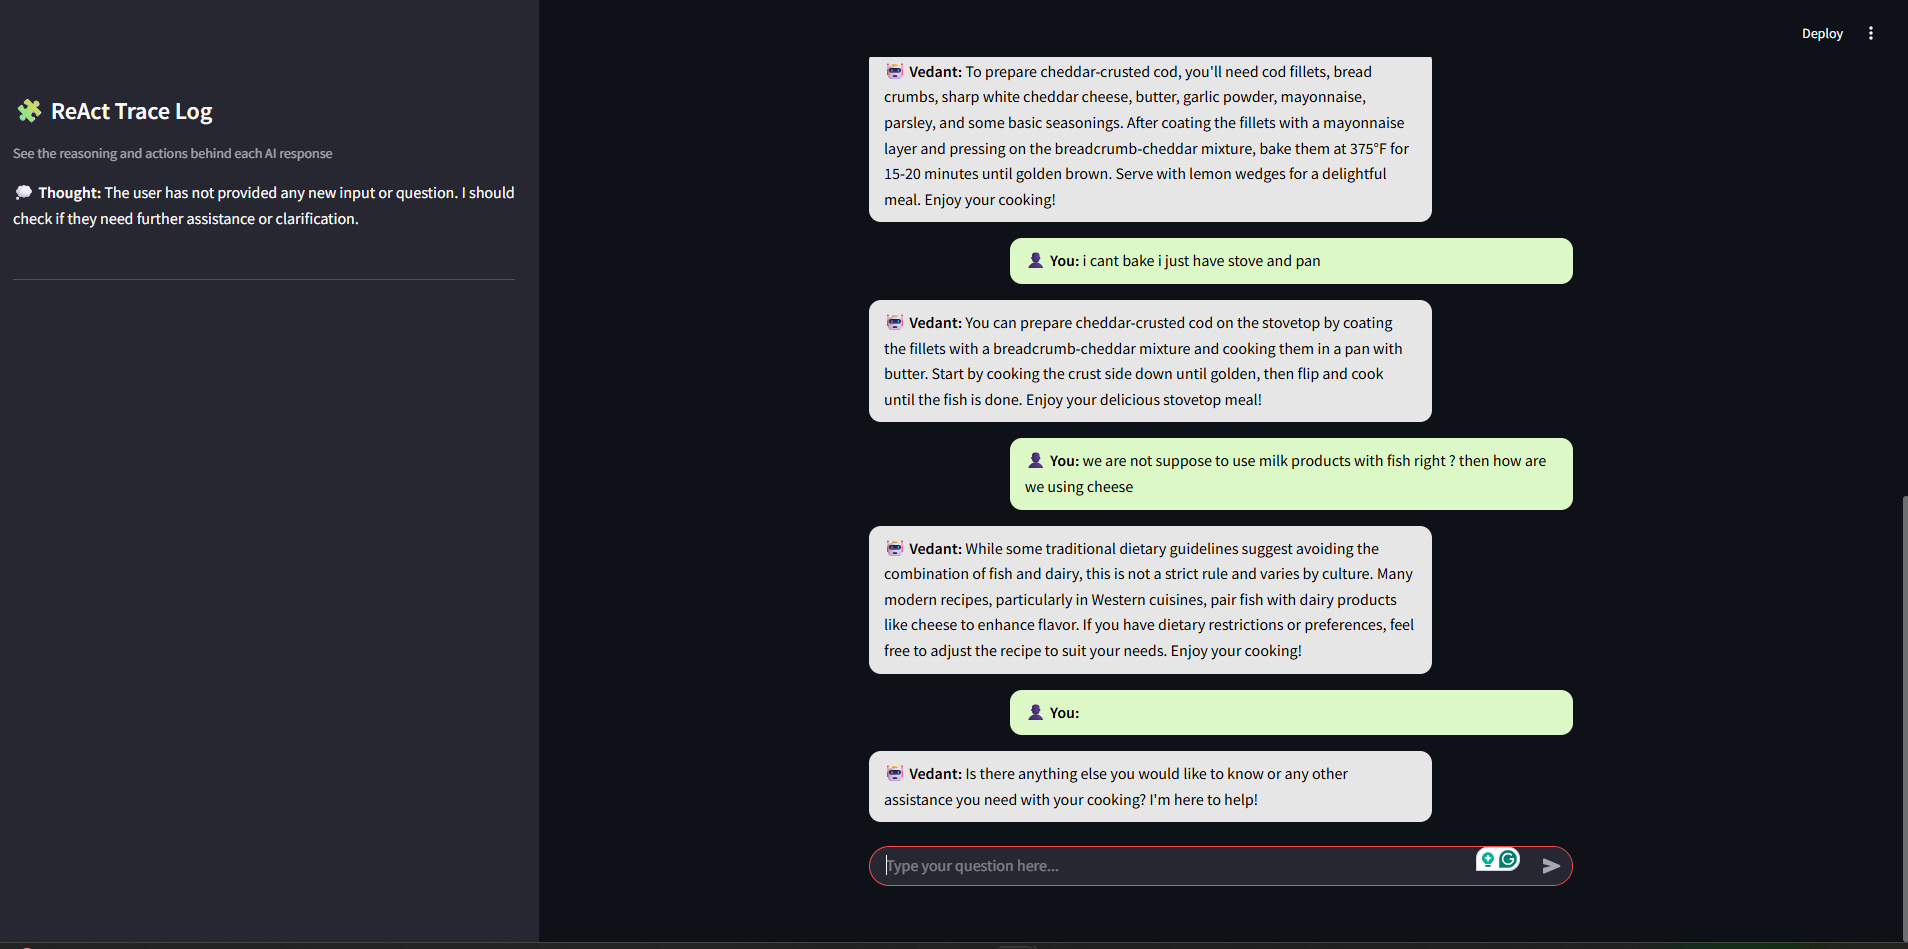 Deploy
ReAct Trace Log
See the reasoning and actions behind each AI response
Thought: The user has not provided any new input or question. I should
check if they need further assistance or clarification.
Vedant: To prepare cheddar-crusted cod, you'll need cod fillets, bread
crumbs, sharp white cheddar cheese, butter, garlic powder, mayonnaise,
parsley, and some basic seasonings. After coating the fillets with a mayonnaise
layer and pressing on the breadcrumb-cheddar mixture, bake them at 375°F for
15-20 minutes until golden brown. Serve with lemon wedges for a delightful
meal. Enjoy your cooking!
You: i cant bake i just have stove and pan
Vedant: You can prepare cheddar-crusted cod on the stovetop by coating
the fillets with a breadcrumb-cheddar mixture and cooking them in a pan with
butter. Start by cooking the crust side down until golden, then flip and cook
until the fish is done. Enjoy your delicious stovetop meal!
You: we are not suppose to use milk products with fish right ? then how are
we using cheese
Vedant: While some traditional dietary guidelines suggest avoiding the
combination of fish and dairy, this is not a strict rule and varies by culture. Many
modern recipes, particularly in Western cuisines, pair fish with dairy products
like cheese to enhance flavor. If you have dietary restrictions or preferences, feel
free to adjust the recipe to suit your needs. Enjoy your cooking!
You:
Vedant: Is there anything else you would like to know or any other
assistance you need with your cooking? I'm here to help!
Type your question here...